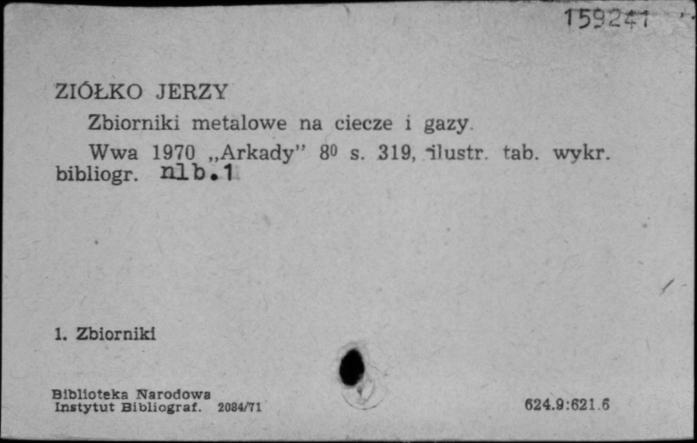 159241
ZIÓŁKO JERZY
Zbiorniki metalowe na ciecze i gazy.
Wwa 1970 „Arkady” 8⁰ s. 319, ilustr. tab. wykr.
bibliogr. nlb.1
1. Zbiorniki
Biblioteka Narodowa
Instytut Bibliograf. 2084/71
624.9:621.6